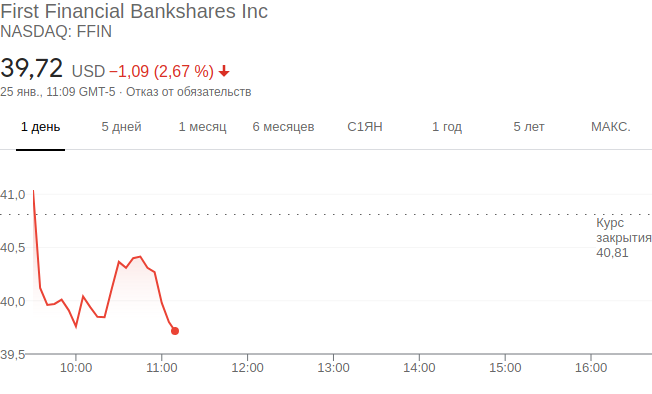 First Financial Bankshares Inc
NASDAQ: FFIN
39,72 USD −1,09 (2,67 %)
25 янв., 11:09 GMT-5 · Отказ от обязательств
1 день 5 дней 1 месяц 6 месяцев С1ЯН 1 год 5 лет МАКС.
41,0
Курс
закрытия
40,81
40,5
40,0
39,5
10:00 11:00 12:00 13:00 14:00 15:00 16:00